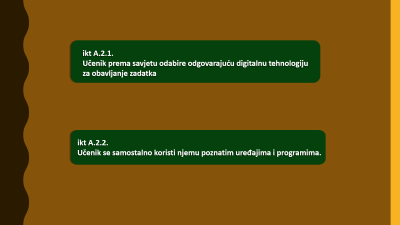 ikt A.2.1.
Učenik prema savjetu odabire odgovarajuću digitalnu tehnologiju
za obavljanje zadatka
ikt A.2.2.
Učenik se samostalno koristi njemu poznatim uređajima i programima.